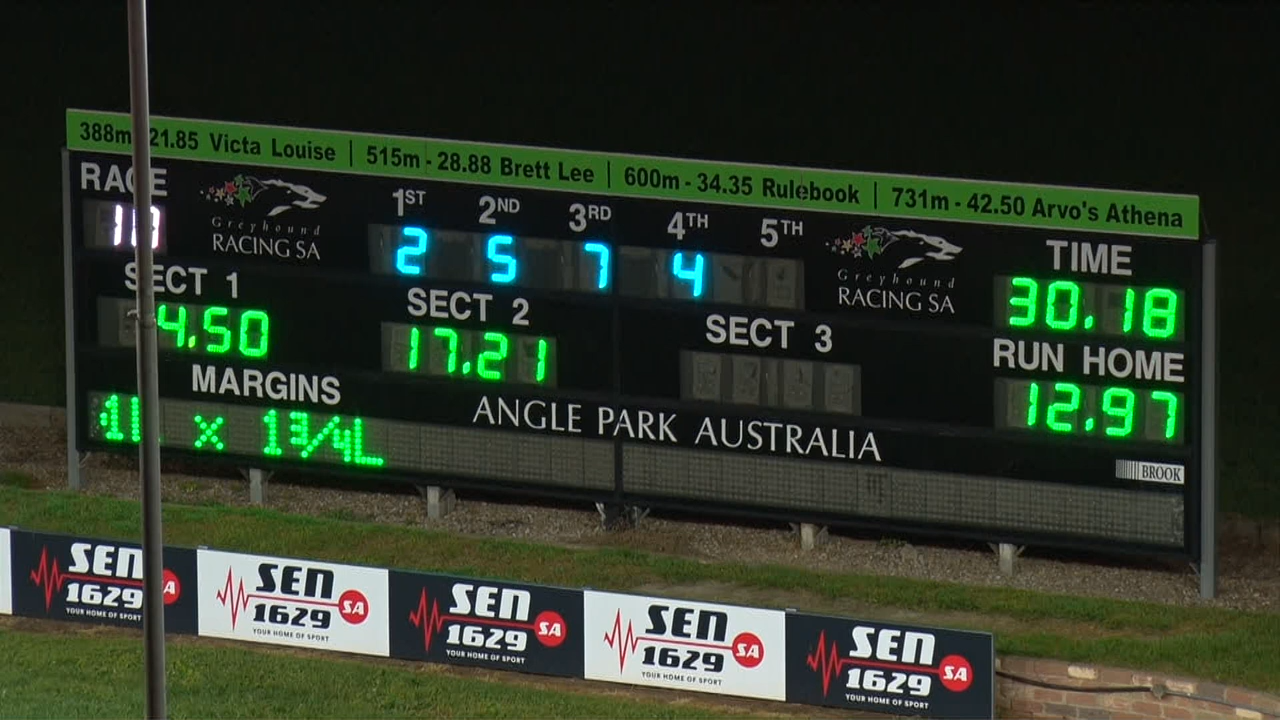 388m 21.85 Victa Louise | 515m - 28.88 Brett Lee | 600m - 34.35 Rulebook | 731m - 42.50 Arvo's Athena
RACE
10
Greyhound
RACING SA
1ST 2ND 3RD 4TH 5TH
2 5 7 4
Greyhound
RACING SA
TIME
30.18
SECT 1
4.50
SECT 2
17.21
SECT 3
RUN HOME
12.97
MARGINS
x 1¾L
ANGLE PARK AUSTRALIA
BROOK
SEN
1629 SA
YOUR HOME OF SPORT
SEN
1629 SA
YOUR HOME OF SPORT
SEN
1629 SA
YOUR HOME OF SPORT
SEN
1629 SA
YOUR HOME OF SPORT
SEN
1629 SA
YOUR HOME OF SPORT